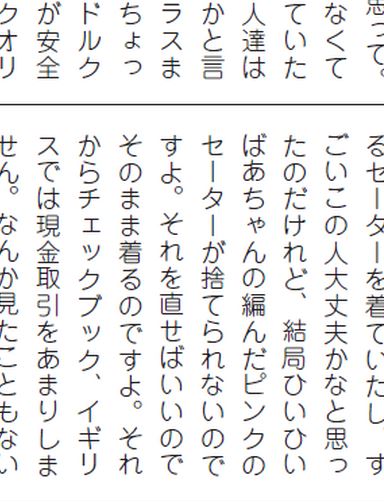 思って。
なくて
ていた
人達は
かと言
ラスま
ちょっ
ドルク
が安全
クオリ
るセーターを着ていたし　す
ごいこの人大丈夫かなと思っ
たのだけれど、結局ひいひい
ばあちゃんの編んだピンクの
セーターが捨てられないので
すよ。それを直せばいいので
そのまま着るのですよ。それ
からチェックブック、イギリ
スでは現金取引をあまりしま
せん。なんか見たこともない